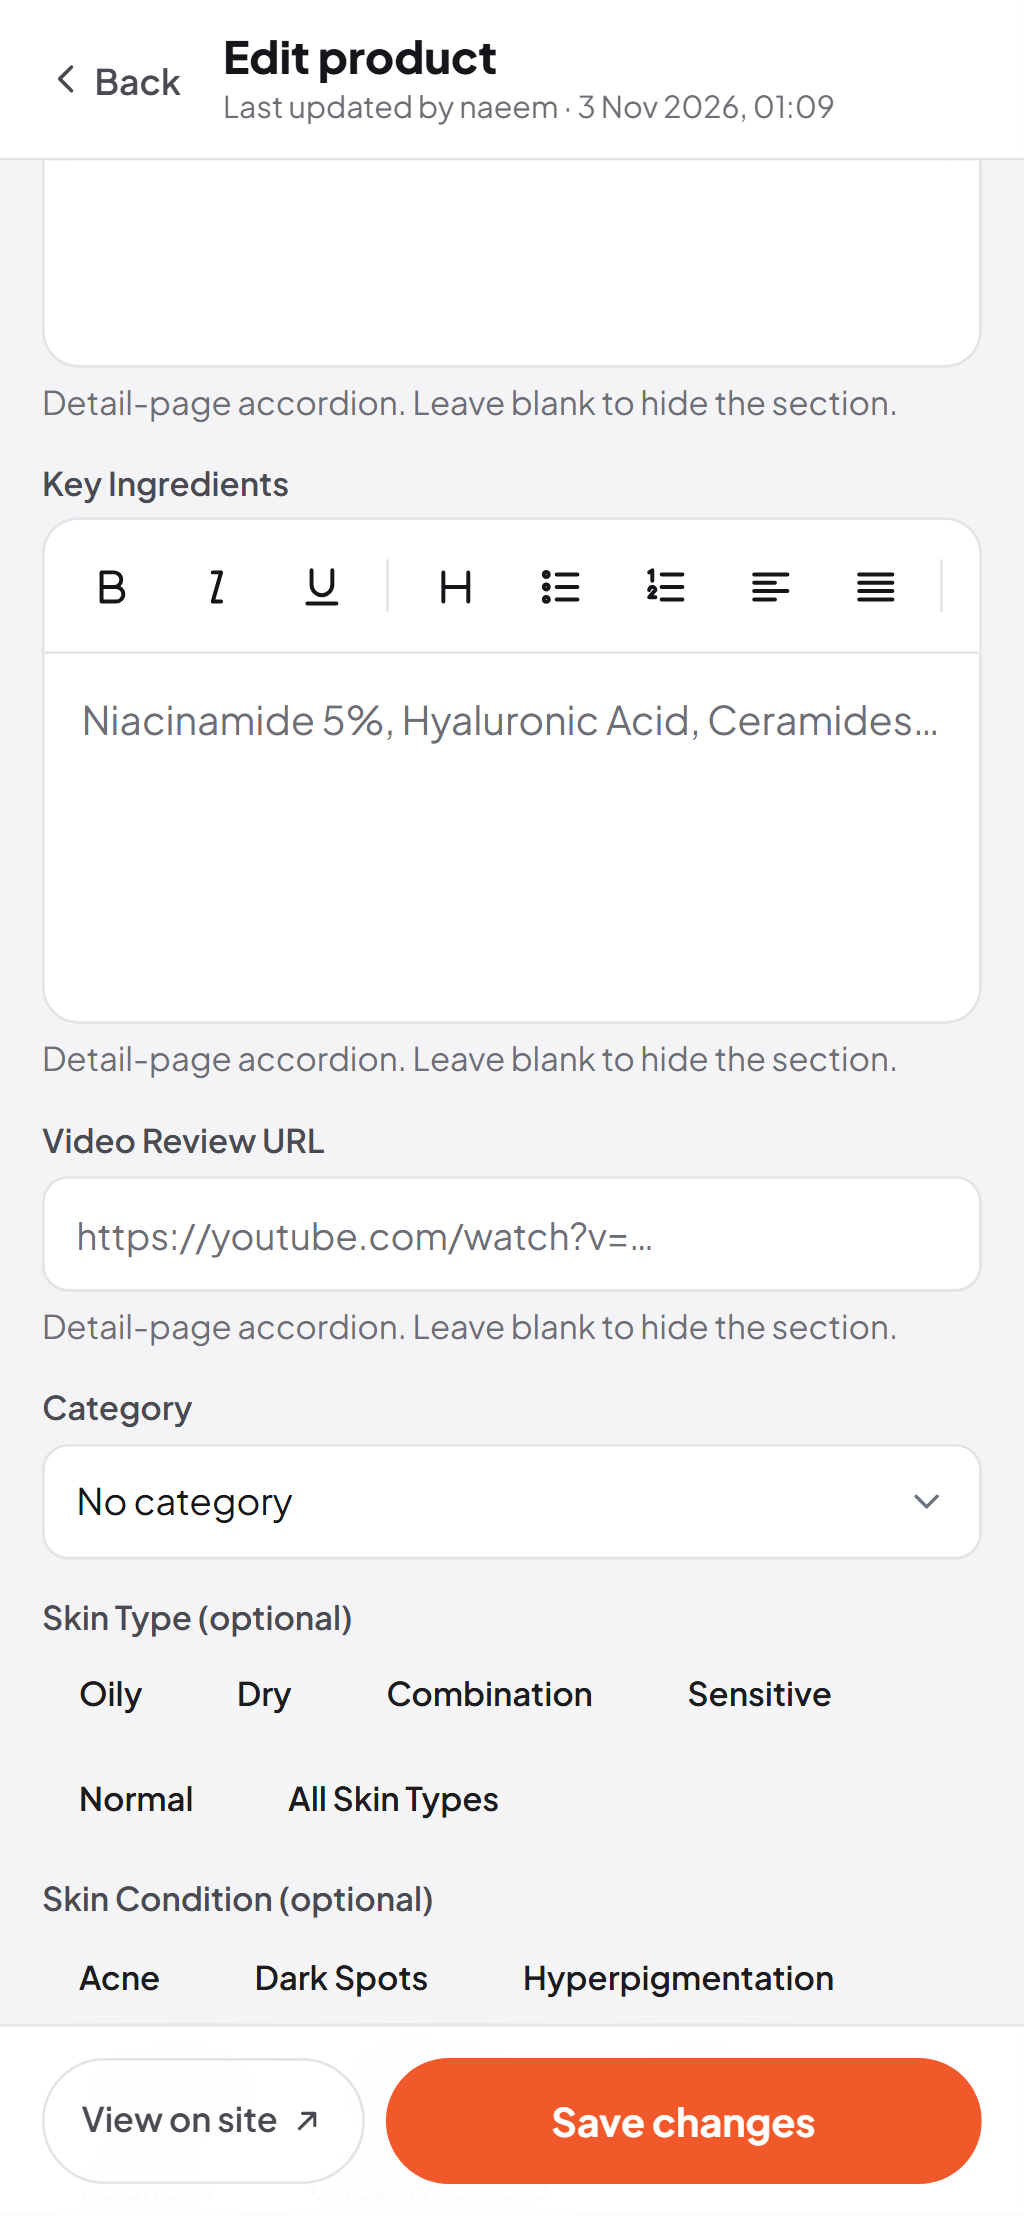 Back
Edit product
Last updated by naeem · 3 Nov 2026, 01:09
Detail-page accordion. Leave blank to hide the section.
Key Ingredients
B I U H
Niacinamide 5%, Hyaluronic Acid, Ceramides...
Detail-page accordion. Leave blank to hide the section.
Video Review URL
https://youtube.com/watch?v=...
Detail-page accordion. Leave blank to hide the section.
Category
No category
Skin Type (optional)
Oily Dry Combination Sensitive
Normal All Skin Types
Skin Condition (optional)
Acne Dark Spots Hyperpigmentation
View on site ↗ Save changes
Redness Uneven Texture